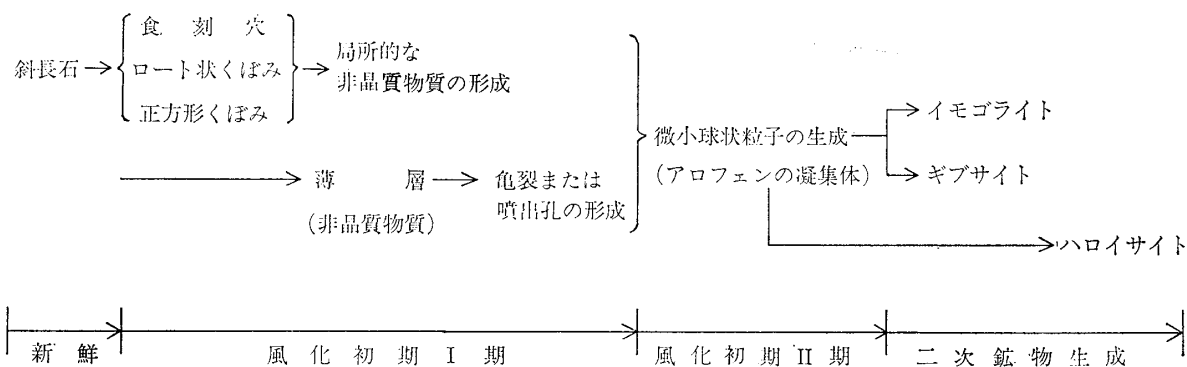 食刻穴
斜長石
ロート状くぼみ
正方形くぼみ
局所的な
非晶質物質の形成
薄層
(非晶質物質)
亀裂または
噴出孔の形成
微小球状粒子の生成
(アロフェンの凝集体)
イモゴライト
ギブサイト
ハロイサイト
新鮮
風化初期I期
風化初期II期
二次鉱物生成